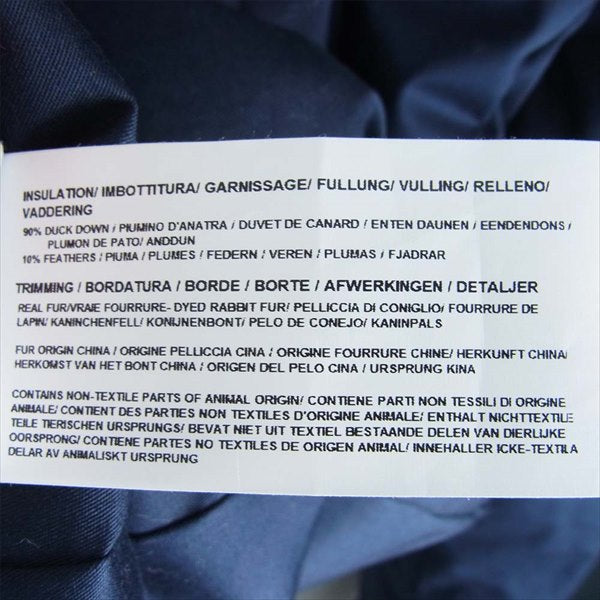 INSULATION/ IMBOTTITURA/ GARNISSAGE/ FULLUNG/ VULLING/ RELLENO/
VADDERING
90% DUCK DOWN / PIUMINO D'ANATRA / DUVET DE CANARD / ENTEN DAUNEN / EENDENDONS /
PLUMON DE PATO/ ANDDUN
10% FEATHERS / PIUMA / PLUMES / FEDERN / VEREN / PLUMAS / FJADRAR
TRIMMING / BORDATURA / BORDE / BORTE / AFWERKINGEN / DETALJER
REAL FUR/VRAIE FOURRURE- DYED RABBIT FUR/ PELLICCIA DI CONIGLIO/ FOURRURE DE
LAPIN/ KANINCHENFELL/ KONIJNENBONT/ PELO DE CONEJO/ KANINPALS
FUR ORIGIN CHINA / ORIGINE PELLICCIA CINA / ORIGINE FOURRURE CHINE/ HERKUNFT CHINA/
HERKOMST VAN HET BONT CHINA / ORIGEN DEL PELO CINA / URSPRUNG KINA
CONTAINS NON-TEXTILE PARTS OF ANIMAL ORIGIN/ CONTIENE PARTI NON TESSILI DI ORIGINE
ANIMALE/ CONTIENT DES PARTIES NON TEXTILES D'ORIGINE ANIMALE/ ENTHALT NICHTTEXTILE
TEILE TIERISCHEN URSPRUNGS/ BEVAT NIET UIT TEXTIEL BESTAANDE DELEN VAN DIERLIJKE
OORSPRONG/ CONTIENE PARTES NO TEXTILES DE ORIGEN ANIMAL/ INNEHALLER ICKE-TEXTILA
DELAR AV ANIMALISKT URSPRUNG